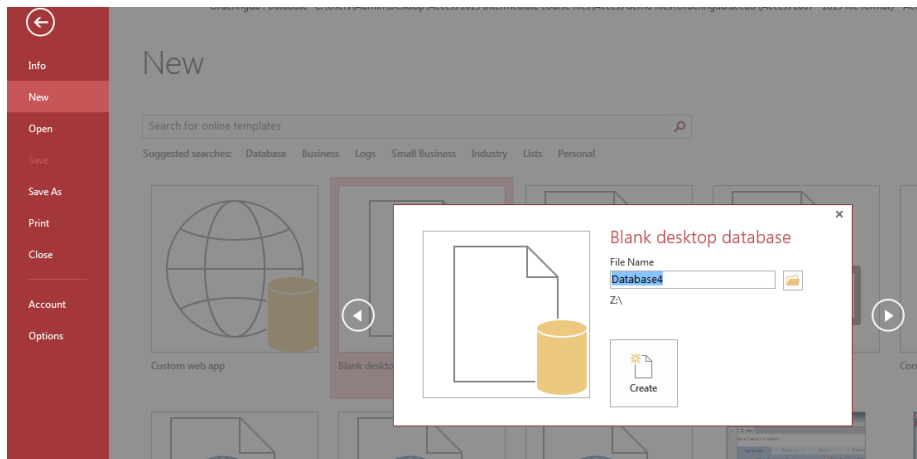 New
Info
New
Open
Save
Save As
Print
Close
Account
Options
Search for online templates
Suggested searches: Database Business Logs Small Business Industry Lists Personal
Blank desktop database
File Name
Database4
Z:\
Create
Custom web app
Blank deskto
Con